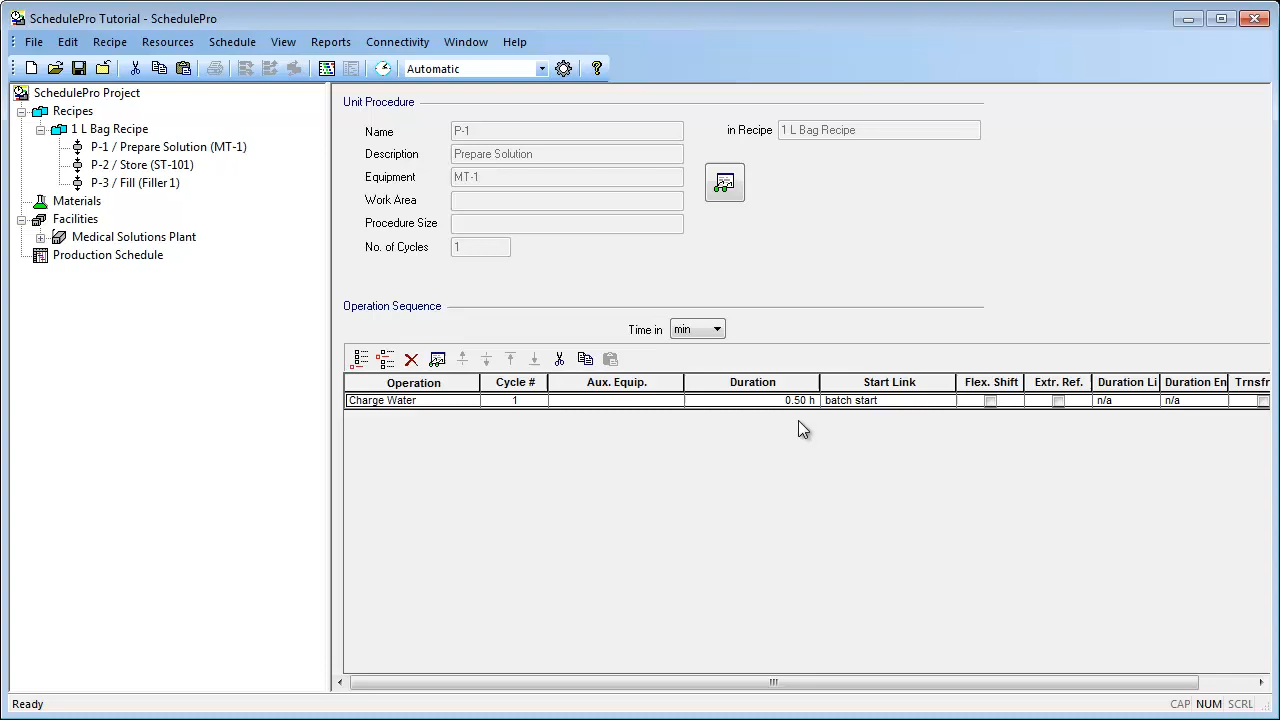 SchedulePro Tutorial - SchedulePro
File Edit Recipe Resources Schedule View Reports Connectivity Window Help
Automatic
SchedulePro Project
Recipes
1 L Bag Recipe
P-1 / Prepare Solution (MT-1)
P-2 / Store (ST-101)
P-3 / Fill (Filler 1)
Materials
Facilities
Medical Solutions Plant
Production Schedule
Unit Procedure
Name P-1 in Recipe 1 L Bag Recipe
Description Prepare Solution
Equipment MT-1
Work Area
Procedure Size
No. of Cycles 1
Operation Sequence
Time in min
Operation Cycle # Aux. Equip. Duration Start Link Flex. Shift Extr. Ref. Duration Li Duration En Trnsfr
Charge Water 1 0.50 h batch start n/a n/a
Ready CAP NUM SCRL